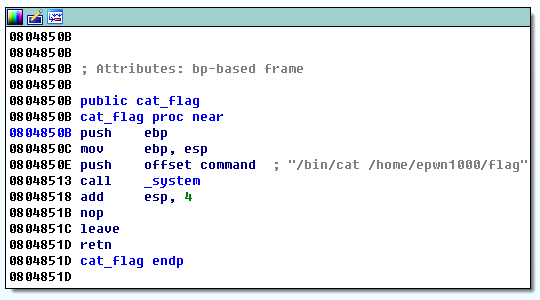 0804850B
0804850B
0804850B ; Attributes: bp-based frame
0804850B
0804850B public cat_flag
0804850B cat_flag proc near
0804850B push ebp
0804850C mov ebp, esp
0804850E push offset command ; "/bin/cat /home/epwn1000/flag"
08048513 call _system
08048518 add esp, 4
0804851B nop
0804851C leave
0804851D retn
0804851D cat_flag endp
0804851D